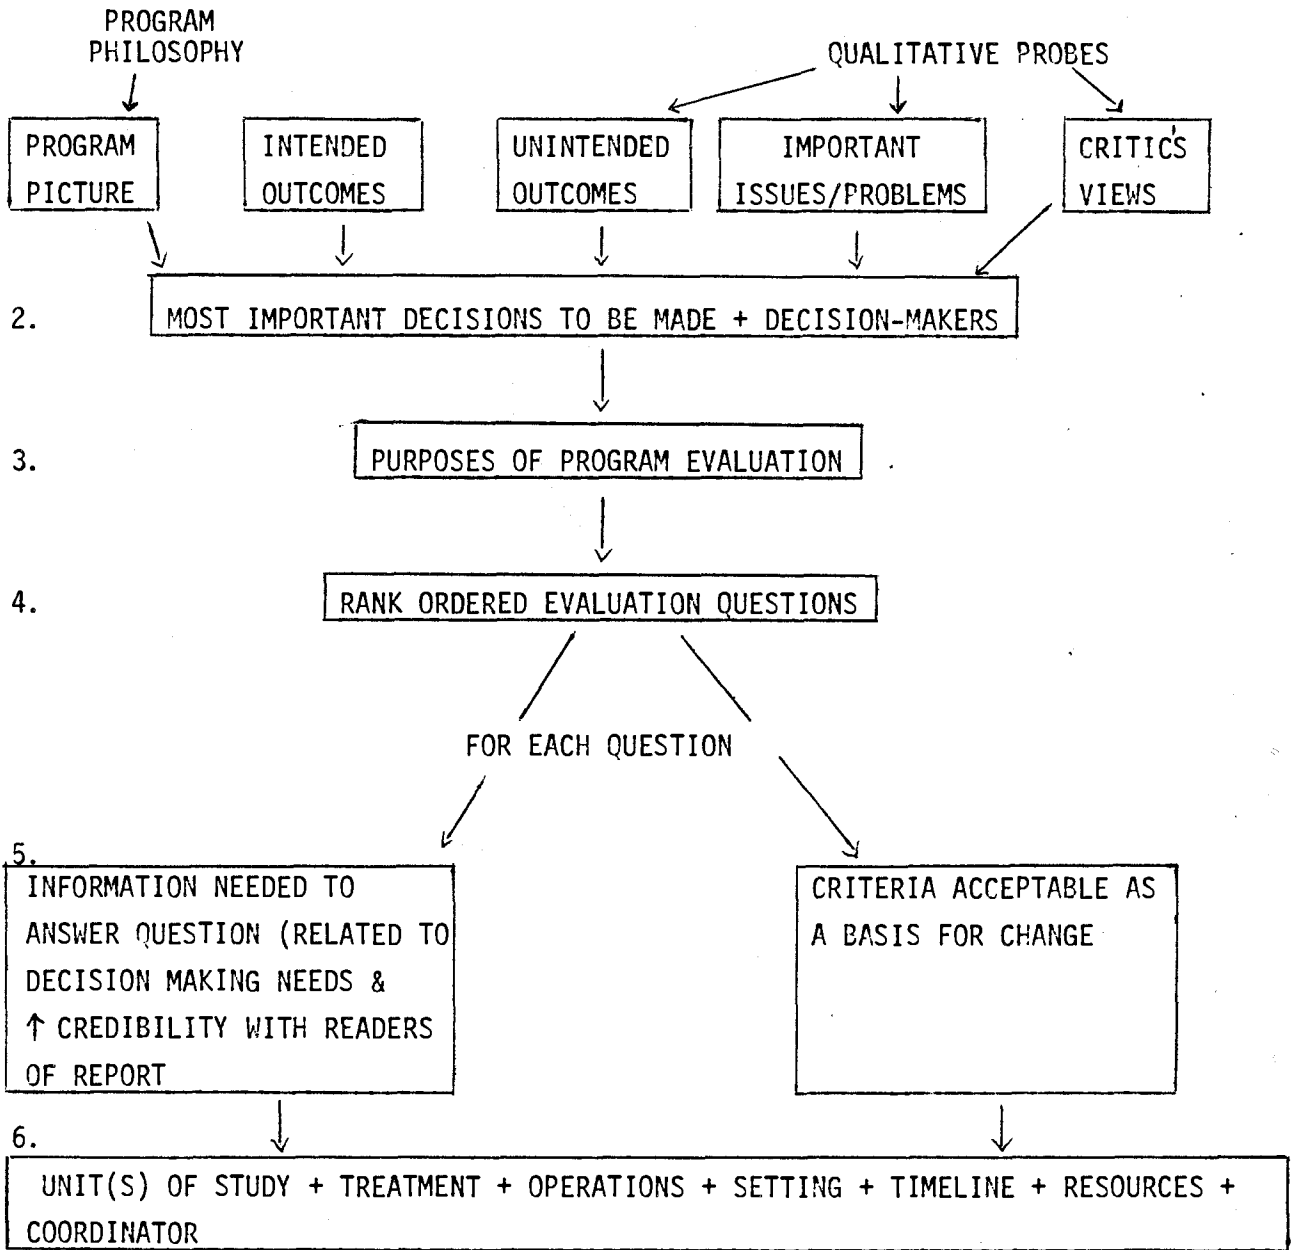 PROGRAM
PHILOSOPHY
QUALITATIVE PROBES
PROGRAM
PICTURE
INTENDED
OUTCOMES
UNINTENDED
OUTCOMES
IMPORTANT
ISSUES/PROBLEMS
CRITIC'S
VIEWS
2.
MOST IMPORTANT DECISIONS TO BE MADE + DECISION-MAKERS
3.
PURPOSES OF PROGRAM EVALUATION
4.
RANK ORDERED EVALUATION QUESTIONS
FOR EACH QUESTION
5.
INFORMATION NEEDED TO
ANSWER QUESTION (RELATED TO
DECISION MAKING NEEDS &
↑ CREDIBILITY WITH READERS
OF REPORT
CRITERIA ACCEPTABLE AS
A BASIS FOR CHANGE
6.
UNIT(S) OF STUDY + TREATMENT + OPERATIONS + SETTING + TIMELINE + RESOURCES +
COORDINATOR